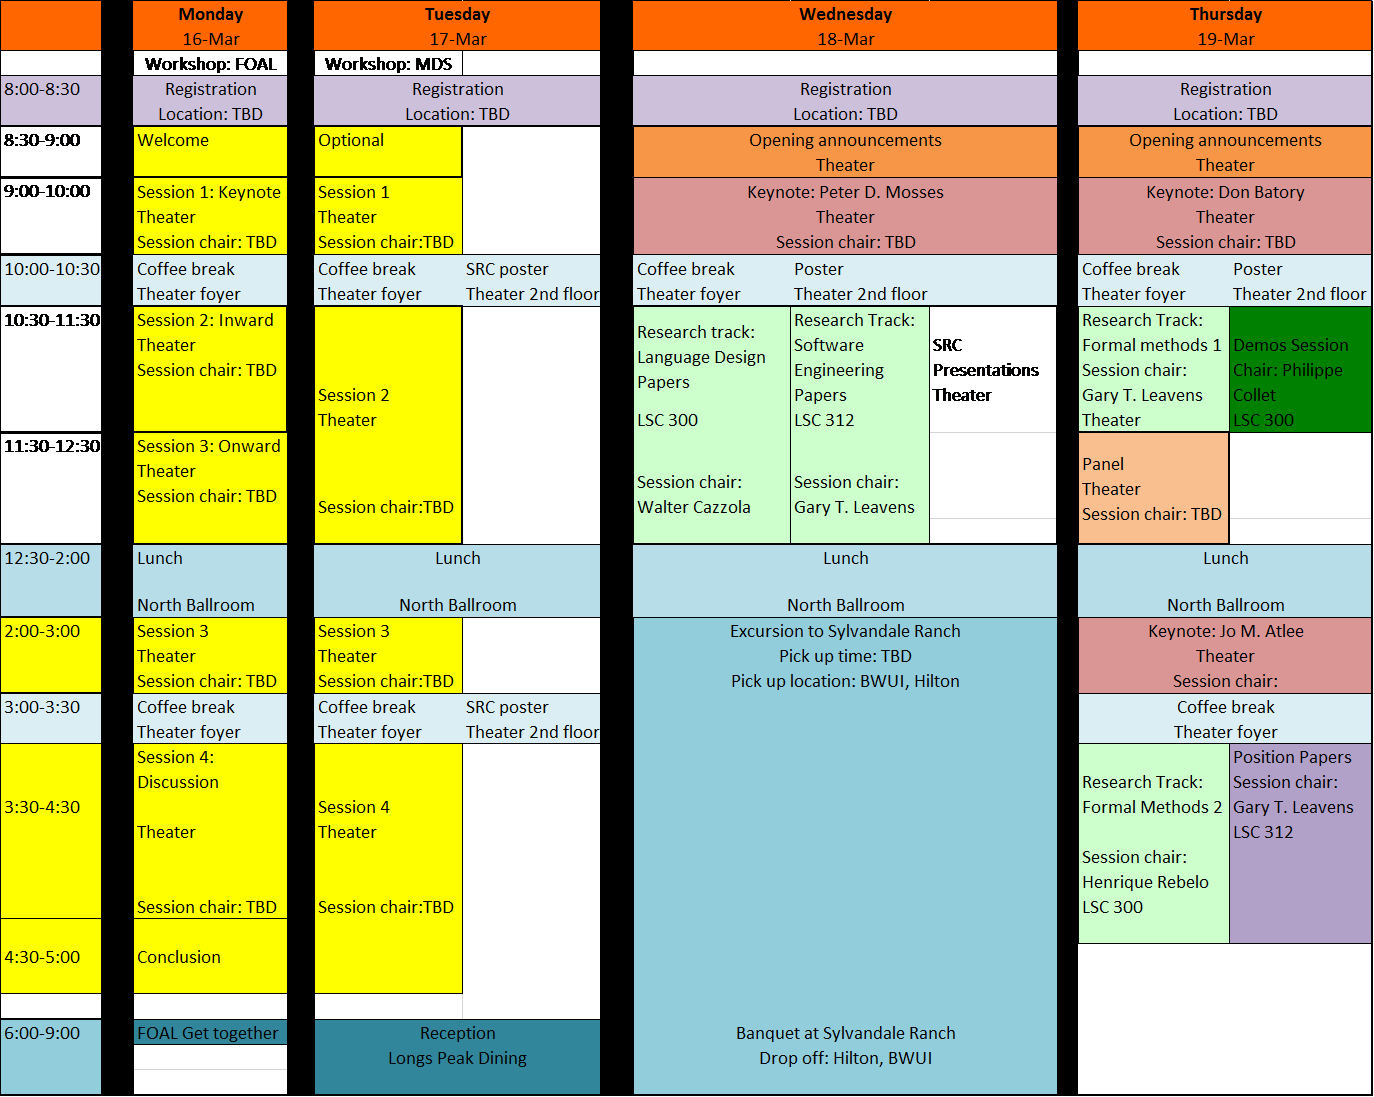 Monday
16-Mar
Tuesday
17-Mar
Wednesday
18-Mar
Thursday
19-Mar
Workshop: FOAL
Workshop: MDS
8:00-8:30
Registration
Location: TBD
Registration
Location: TBD
Registration
Location: TBD
Registration
Location: TBD
8:30-9:00
Welcome
Optional
Opening announcements
Theater
Opening announcements
Theater
9:00-10:00
Session 1: Keynote
Theater
Session chair: TBD
Session 1
Theater
Session chair:TBD
Keynote: Peter D. Mosses
Theater
Session chair: TBD
Keynote: Don Batory
Theater
Session chair: TBD
10:00-10:30
Coffee break
Theater foyer
Coffee break
Theater foyer
SRC poster
Theater 2nd floor
Coffee break
Theater foyer
Poster
Theater 2nd floor
Coffee break
Theater foyer
Poster
Theater 2nd floor
10:30-11:30
Session 2: Inward
Theater
Session chair: TBD
Session 2
Theater
Session chair:TBD
Research track:
Language Design
Papers
LSC 300
Session chair:
Walter Cazzola
Research Track:
Software
Engineering
Papers
LSC 312
Session chair:
Gary T. Leavens
SRC
Presentations
Theater
Research Track:
Formal methods 1
Session chair:
Gary T. Leavens
Theater
Demos Session
Chair: Philippe
Collet
LSC 300
11:30-12:30
Session 3: Onward
Theater
Session chair: TBD
Panel
Theater
Session chair: TBD
12:30-2:00
Lunch
North Ballroom
Lunch
North Ballroom
Lunch
North Ballroom
Lunch
North Ballroom
2:00-3:00
Session 3
Theater
Session chair: TBD
Session 3
Theater
Session chair:TBD
Excursion to Sylvandale Ranch
Pick up time: TBD
Pick up location: BWUI, Hilton
Keynote: Jo M. Atlee
Theater
Session chair:
3:00-3:30
Coffee break
Theater foyer
Coffee break
Theater foyer
SRC poster
Theater 2nd floor
Coffee break
Theater foyer
3:30-4:30
Session 4:
Discussion
Theater
Session chair: TBD
Session 4
Theater
Session chair:TBD
Research Track:
Formal Methods 2
Session chair:
Henrique Rebelo
LSC 300
Position Papers
Session chair:
Gary T. Leavens
LSC 312
4:30-5:00
Conclusion
6:00-9:00
FOAL Get together
Reception
Longs Peak Dining
Banquet at Sylvandale Ranch
Drop off: Hilton, BWUI